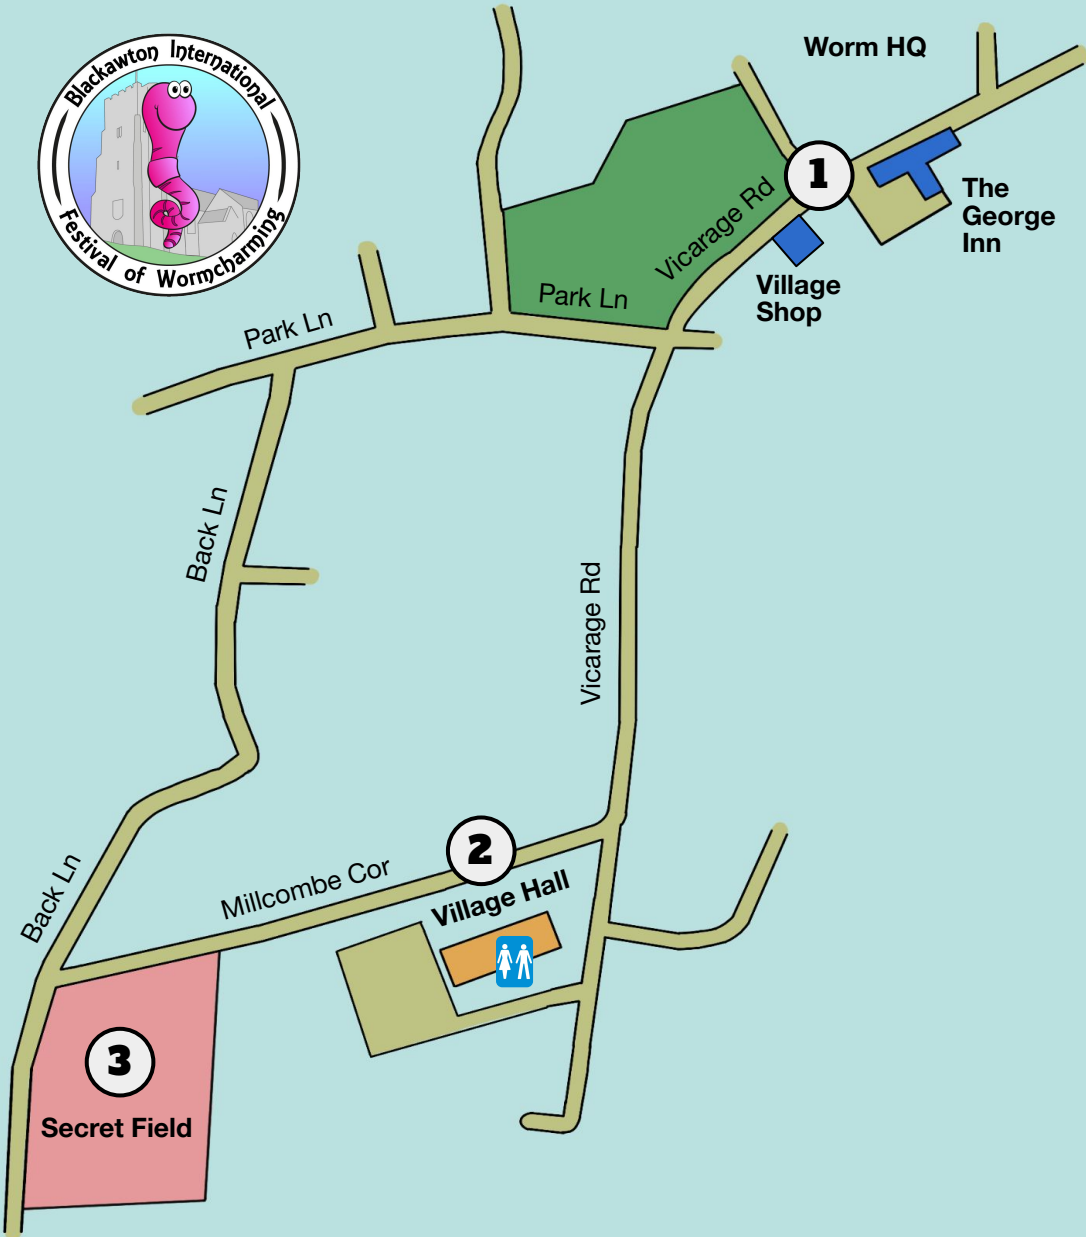 Blackawton International
Festival of Wormcharming
Worm HQ
1
The
George
Inn
Vicarage Rd
Village
Shop
Park Ln
Park Ln
Back Ln
Vicarage Rd
2
Millcombe Cor
Village Hall
Back Ln
3
Secret Field